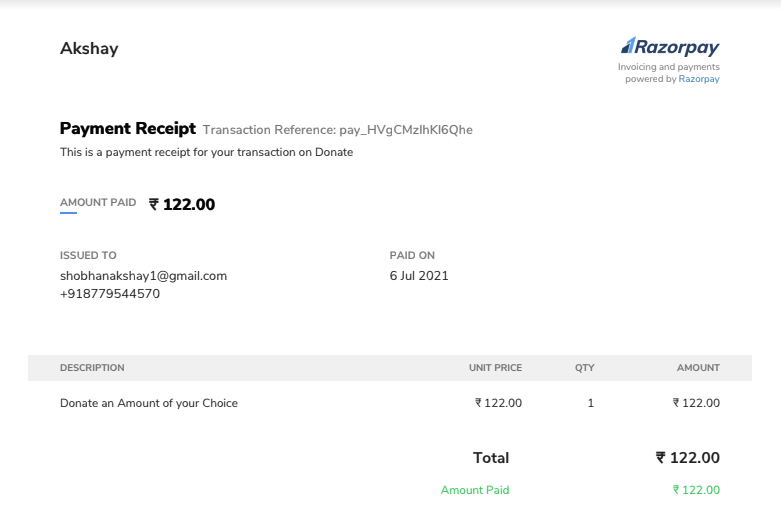 Akshay
Razorpay
Invoicing and payments
powered by Razorpay
Payment Receipt Transaction Reference: pay_HVgCMzIhKI6Qhe
This is a payment receipt for your transaction on Donate
AMOUNT PAID ₹ 122.00
ISSUED TO PAID ON
shobhanakshay1@gmail.com 6 Jul 2021
+918779544570
DESCRIPTION UNIT PRICE QTY AMOUNT
Donate an Amount of your Choice ₹ 122.00 1 ₹ 122.00
Total ₹ 122.00
Amount Paid ₹ 122.00